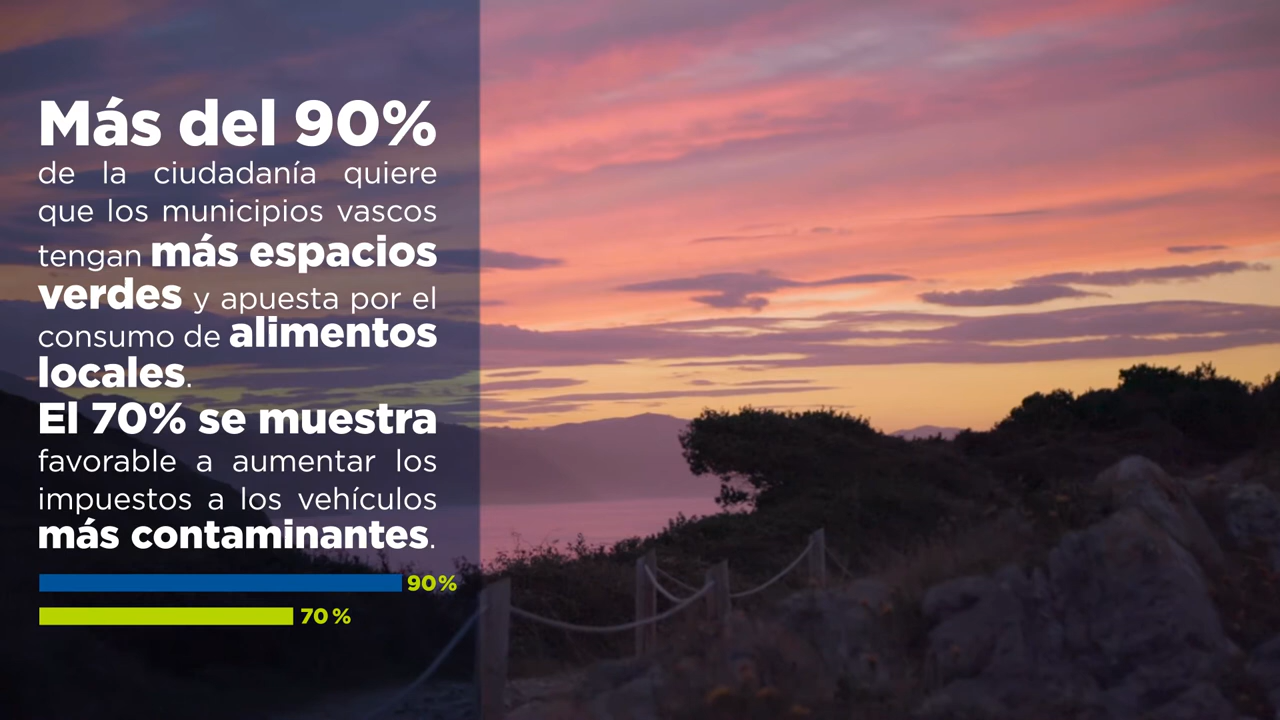 Más del 90%
de la ciudadanía quiere
que los municipios vascos
tengan más espacios
verdes y apuesta por el
consumo de alimentos
locales.
El 70% se muestra
favorable a aumentar los
impuestos a los vehículos
más contaminantes.
90%
70%